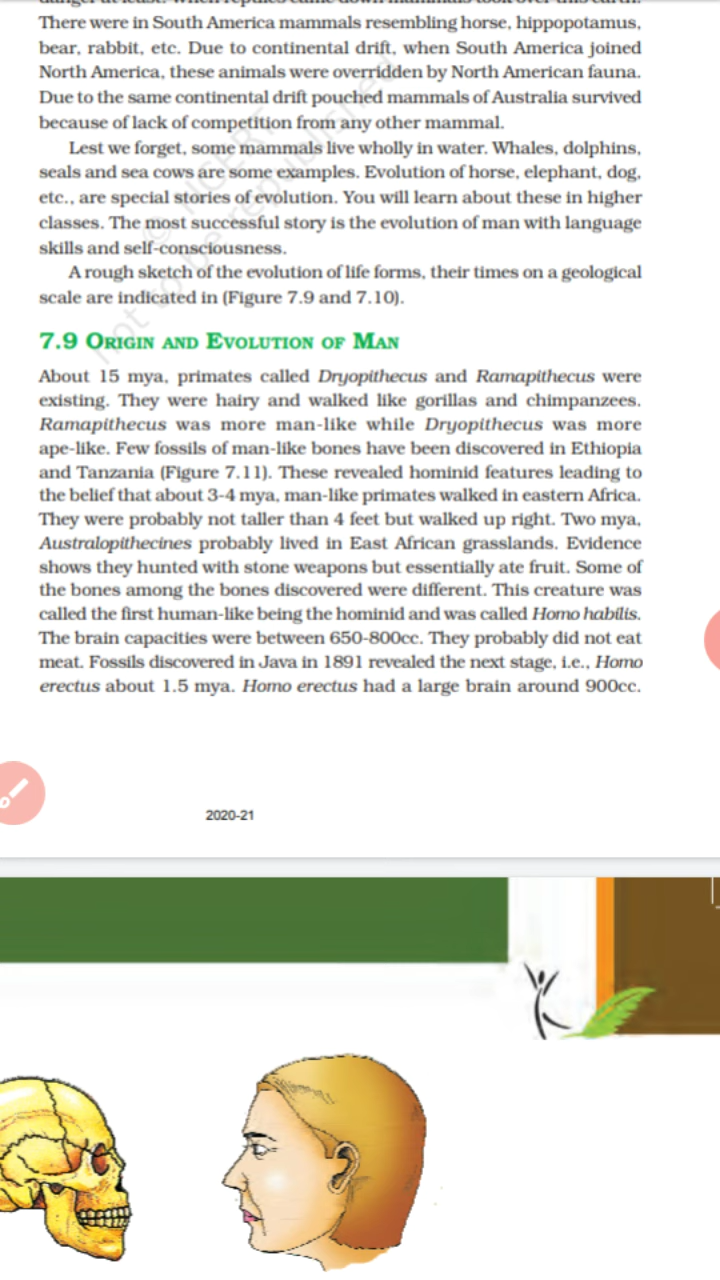 There were in South America mammals resembling horse, hippopotamus,
bear, rabbit, etc. Due to continental drift, when South America joined
North America, these animals were overridden by North American fauna.
Due to the same continental drift pouched mammals of Australia survived
because of lack of competition from any other mammal.
Lest we forget, some mammals live wholly in water. Whales, dolphins,
seals and sea cows are some examples. Evolution of horse, elephant, dog,
etc., are special stories of evolution. You will learn about these in higher
classes. The most successful story is the evolution of man with language
skills and self-consciousness.
A rough sketch of the evolution of life forms, their times on a geological
scale are indicated in (Figure 7.9 and 7.10).
7.9 ORIGIN AND EVOLUTION OF MAN
About 15 mya, primates called Dryopithecus and Ramapithecus were
existing. They were hairy and walked like gorillas and chimpanzees.
Ramapithecus was more man-like while Dryopithecus was more
ape-like. Few fossils of man-like bones have been discovered in Ethiopia
and Tanzania (Figure 7.11). These revealed hominid features leading to
the belief that about 3-4 mya, man-like primates walked in eastern Africa.
They were probably not taller than 4 feet but walked up right. Two mya,
Australopithecines probably lived in East African grasslands. Evidence
shows they hunted with stone weapons but essentially ate fruit. Some of
the bones among the bones discovered were different. This creature was
called the first human-like being the hominid and was called Homo habilis.
The brain capacities were between 650-800cc. They probably did not eat
meat. Fossils discovered in Java in 1891 revealed the next stage, i.e., Homo
erectus about 1.5 mya. Homo erectus had a large brain around 900cc.
2020-21
© NCERT
not to be republished